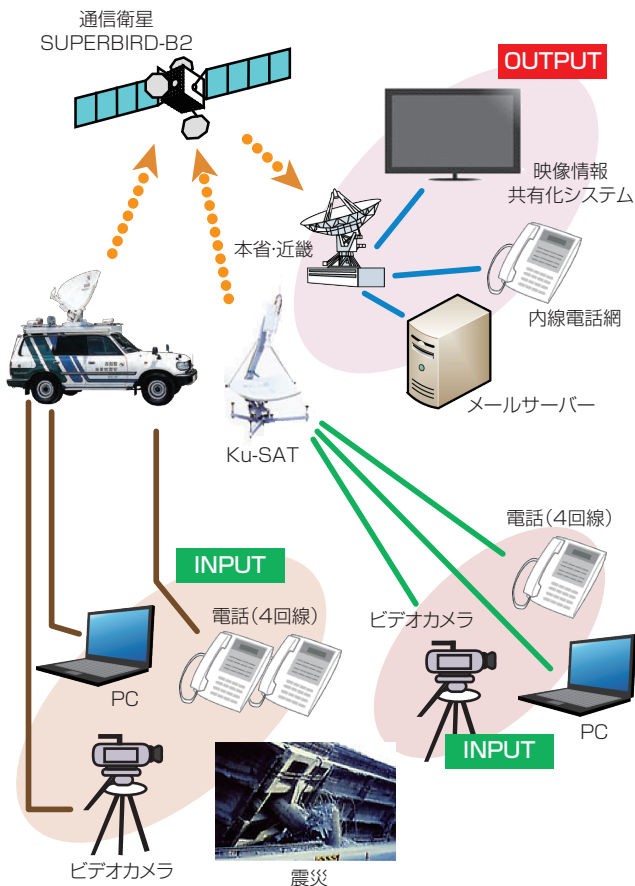 通信衛星
SUPERBIRD-B2
OUTPUT
映像情報
共有化システム
本省・近畿
内線電話網
メールサーバー
Ku-SAT
電話（4回線）
INPUT
電話（4回線）
ビデオカメラ
PC
PC
INPUT
ビデオカメラ
震災